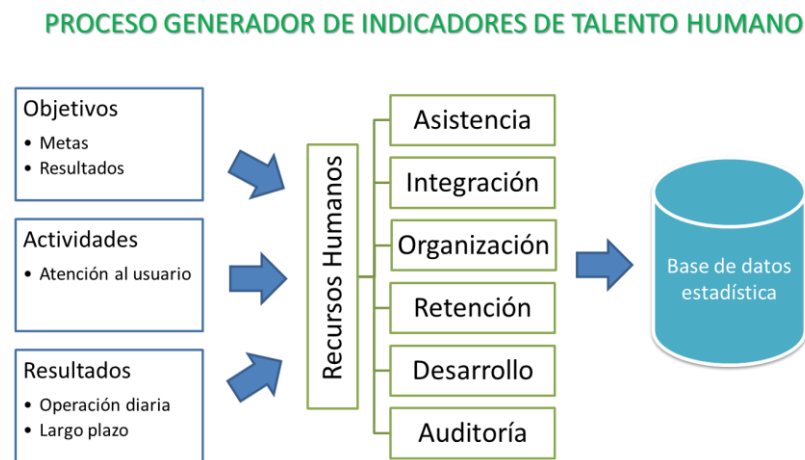 PROCESO GENERADOR DE INDICADORES DE TALENTO HUMANO
Objetivos
• Metas
• Resultados
Actividades
• Atención al usuario
Resultados
• Operación diaria
• Largo plazo
Recursos Humanos
Asistencia
Integración
Organización
Retención
Desarrollo
Auditoría
Base de datos
estadística